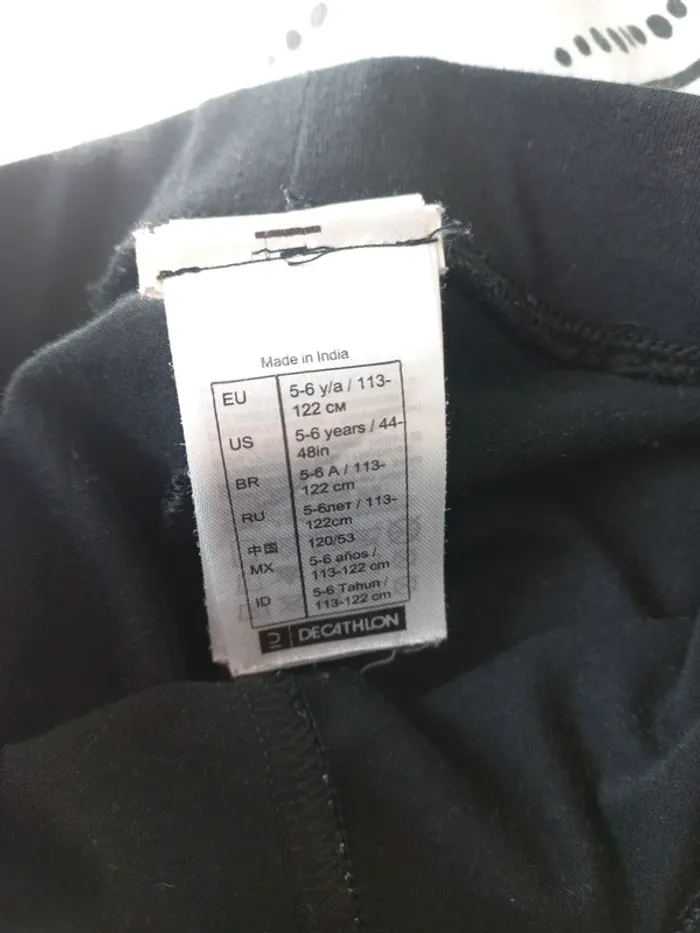 Made in India
EU 5-6 y/a / 113-
122 см
US 5-6 years / 44-
48in
BR 5-6 A / 113-
122 cm
RU 5-6лет / 113-
122cm
中国 120/53
MX 5-6 años /
113-122 cm
ID 5-6 Tahun /
113-122 cm
DECATHLON